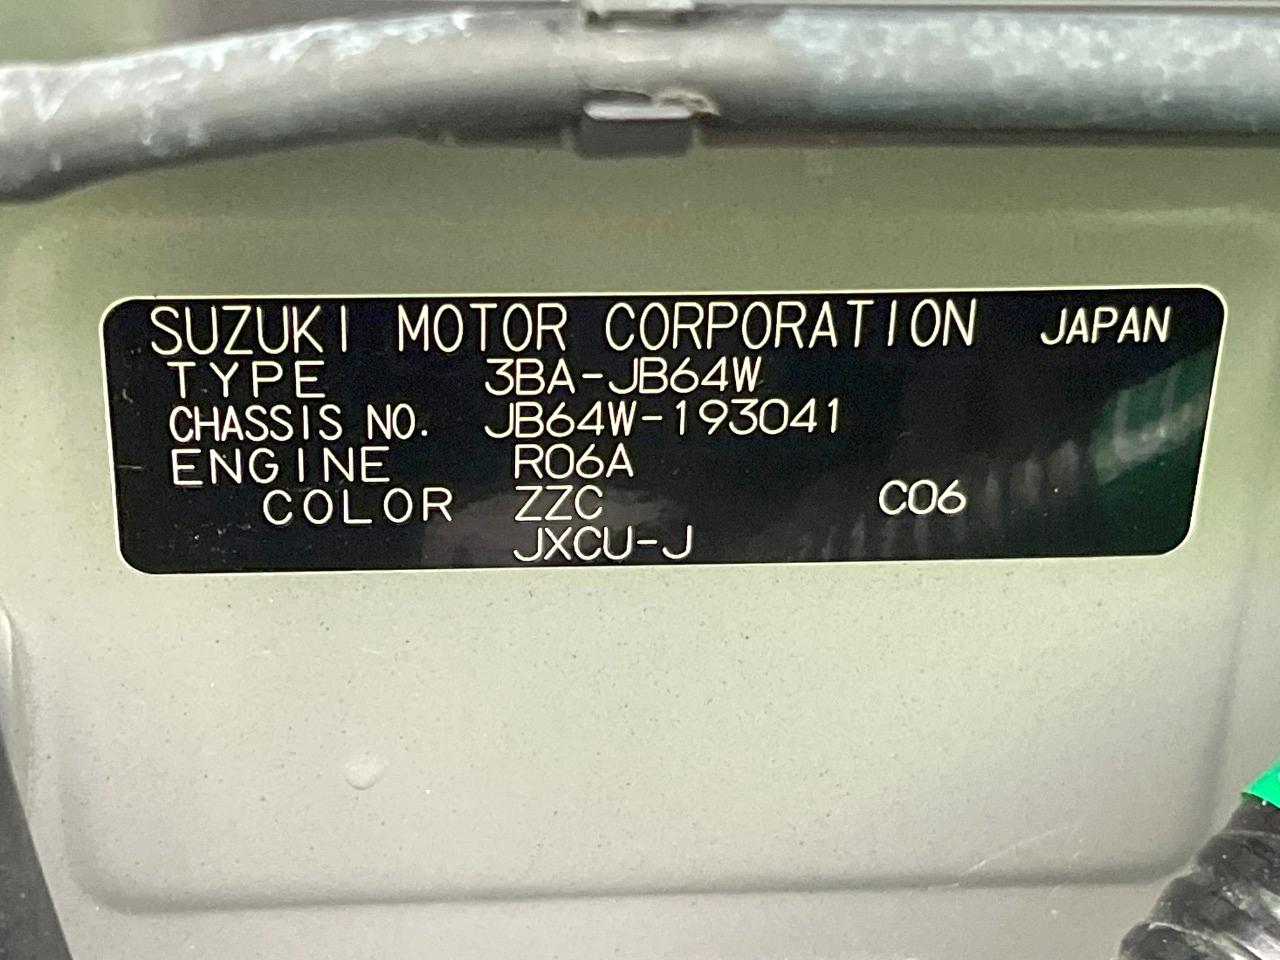 SUZUKI MOTOR CORPORATION JAPAN
TYPE 3BA-JB64W
CHASSIS NO. JB64W-193041
ENGINE R06A
COLOR ZZC C06
JXCU-J